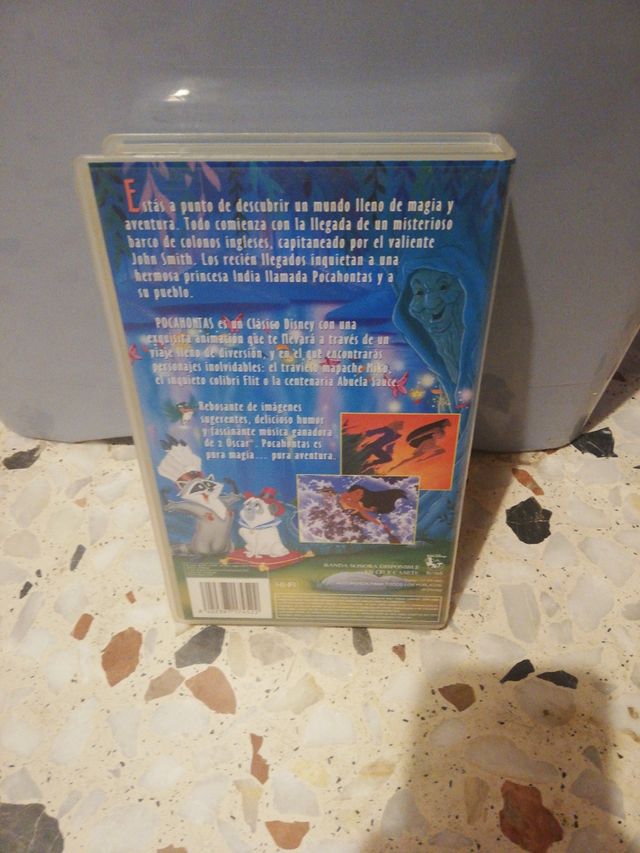 Estás a punto de descubrir un mundo lleno de magia y
aventura. Todo comienza con la llegada de un misterioso
barco de colonos ingleses, capitaneado por el valiente
John Smith. Los recién llegados inquietan a una
hermosa princesa India llamada Pocahontas y a
su pueblo.
POCAHONTAS es un Clásico Disney con una
exquisita animación que te llevará a través de un
viaje lleno de diversión, y en el que encontrarás
personajes inolvidables: el travieso mapache Miko,
el inquieto colibrí Flit o la centenaria Abuela Sauce.
Rebosante de imágenes
sugerentes, delicioso humor
y fascinante música ganadora
de 2 Oscar. Pocahontas es
pura magia... pura aventura.
BANDA SONORA DISPONIBLE
EN CD Y CASETE
HI-FI